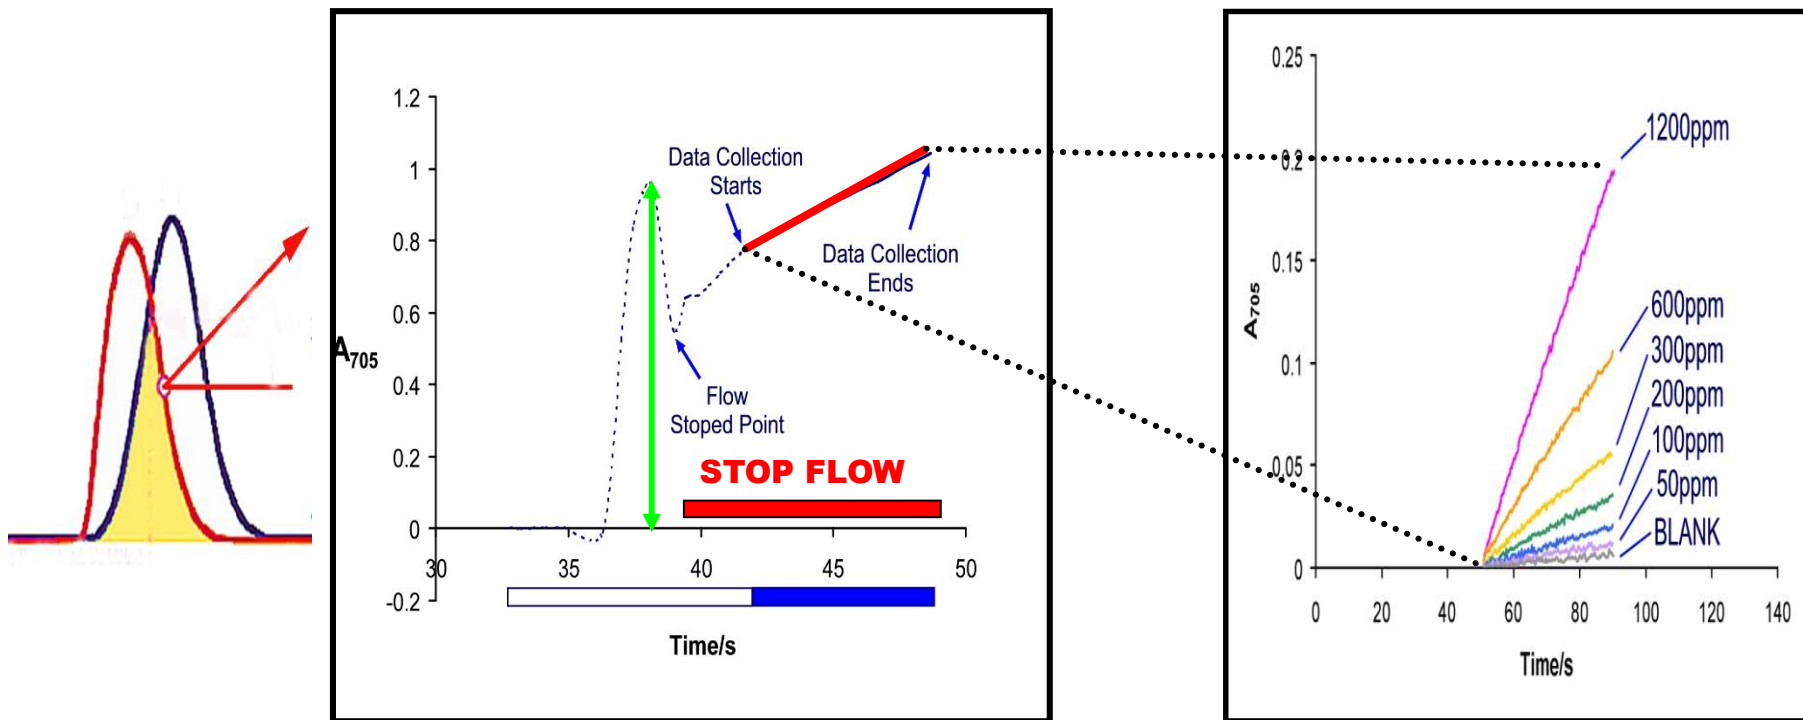 1.2
1
0.8
0.6
0.4
0.2
0
-0.2
A705
30
35
40
45
50
Time/s
Data Collection
Starts
Data Collection
Ends
Flow
Stoped Point
STOP FLOW
0.25
0.2
0.15
0.1
0.05
0
A705
0
20
40
60
80
100
120
140
Time/s
1200ppm
600ppm
300ppm
200ppm
100ppm
50ppm
BLANK